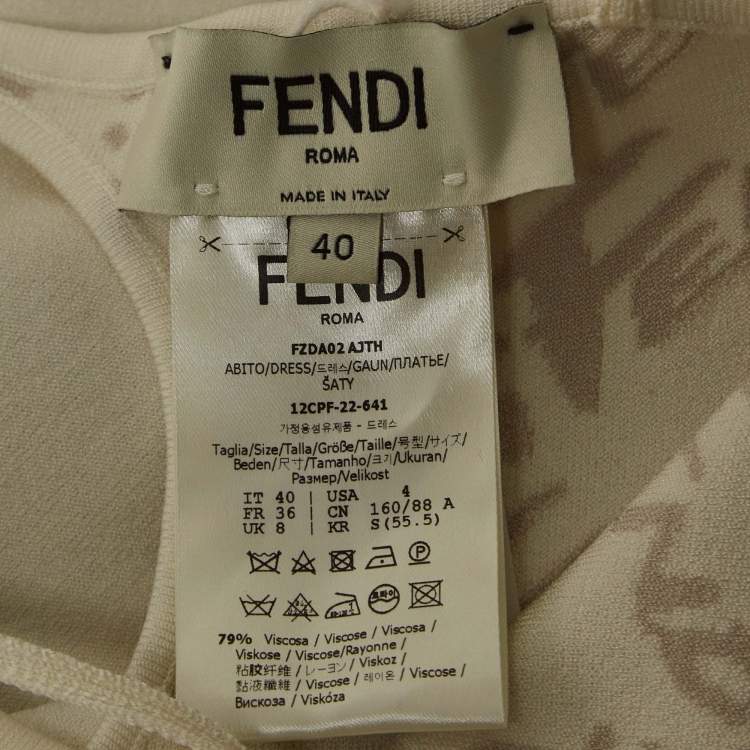 FENDI
ROMA
MADE IN ITALY
40
FENDI
ROMA
FZDA02 AJTH
ABITO/DRESS/드레스/GAUN/ПЛАТЬЕ/
ŠATY
12CPF-22-641
가정용섬유제품 - 드레스
Taglia/Size/Talla/Größe/Taille/号型/サイズ/
Beden/尺寸/Tamanho/크기/Ukuran/
Размер/Velikost
IT 40 | USA 4
FR 36 | CN 160/88 A
UK 8 | KR S(55.5)
P
드라이
79% Viscosa / Viscose / Viscosa /
Viskose / Viscose/Rayonne /
粘胶纤维 / レーヨン / Viskoz /
黏液纖維 / Viscose / 레이온 / Viscose /
Вискоза / Viskóza